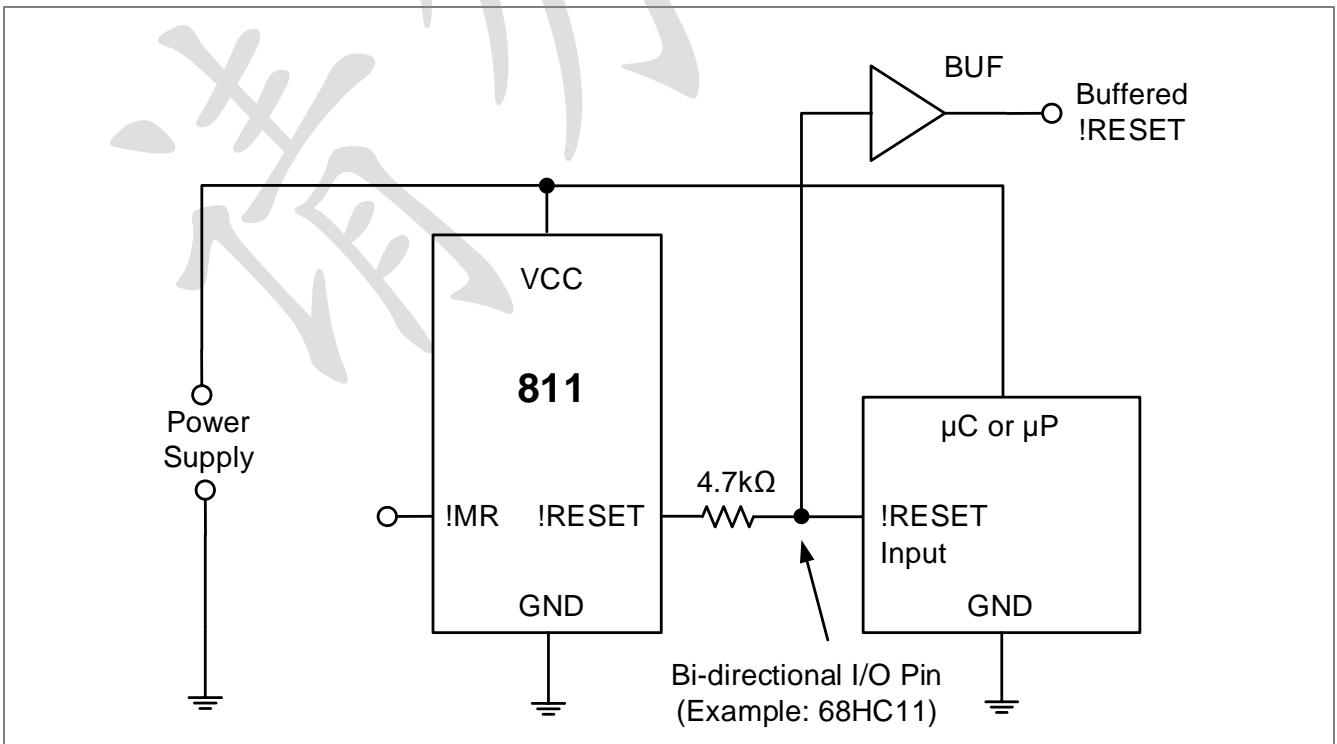 BUF
Buffered
!RESET
VCC
811
Power
Supply
µC or µP
4.7kΩ
!MR
!RESET
!RESET
Input
GND
GND
Bi-directional I/O Pin
(Example: 68HC11)